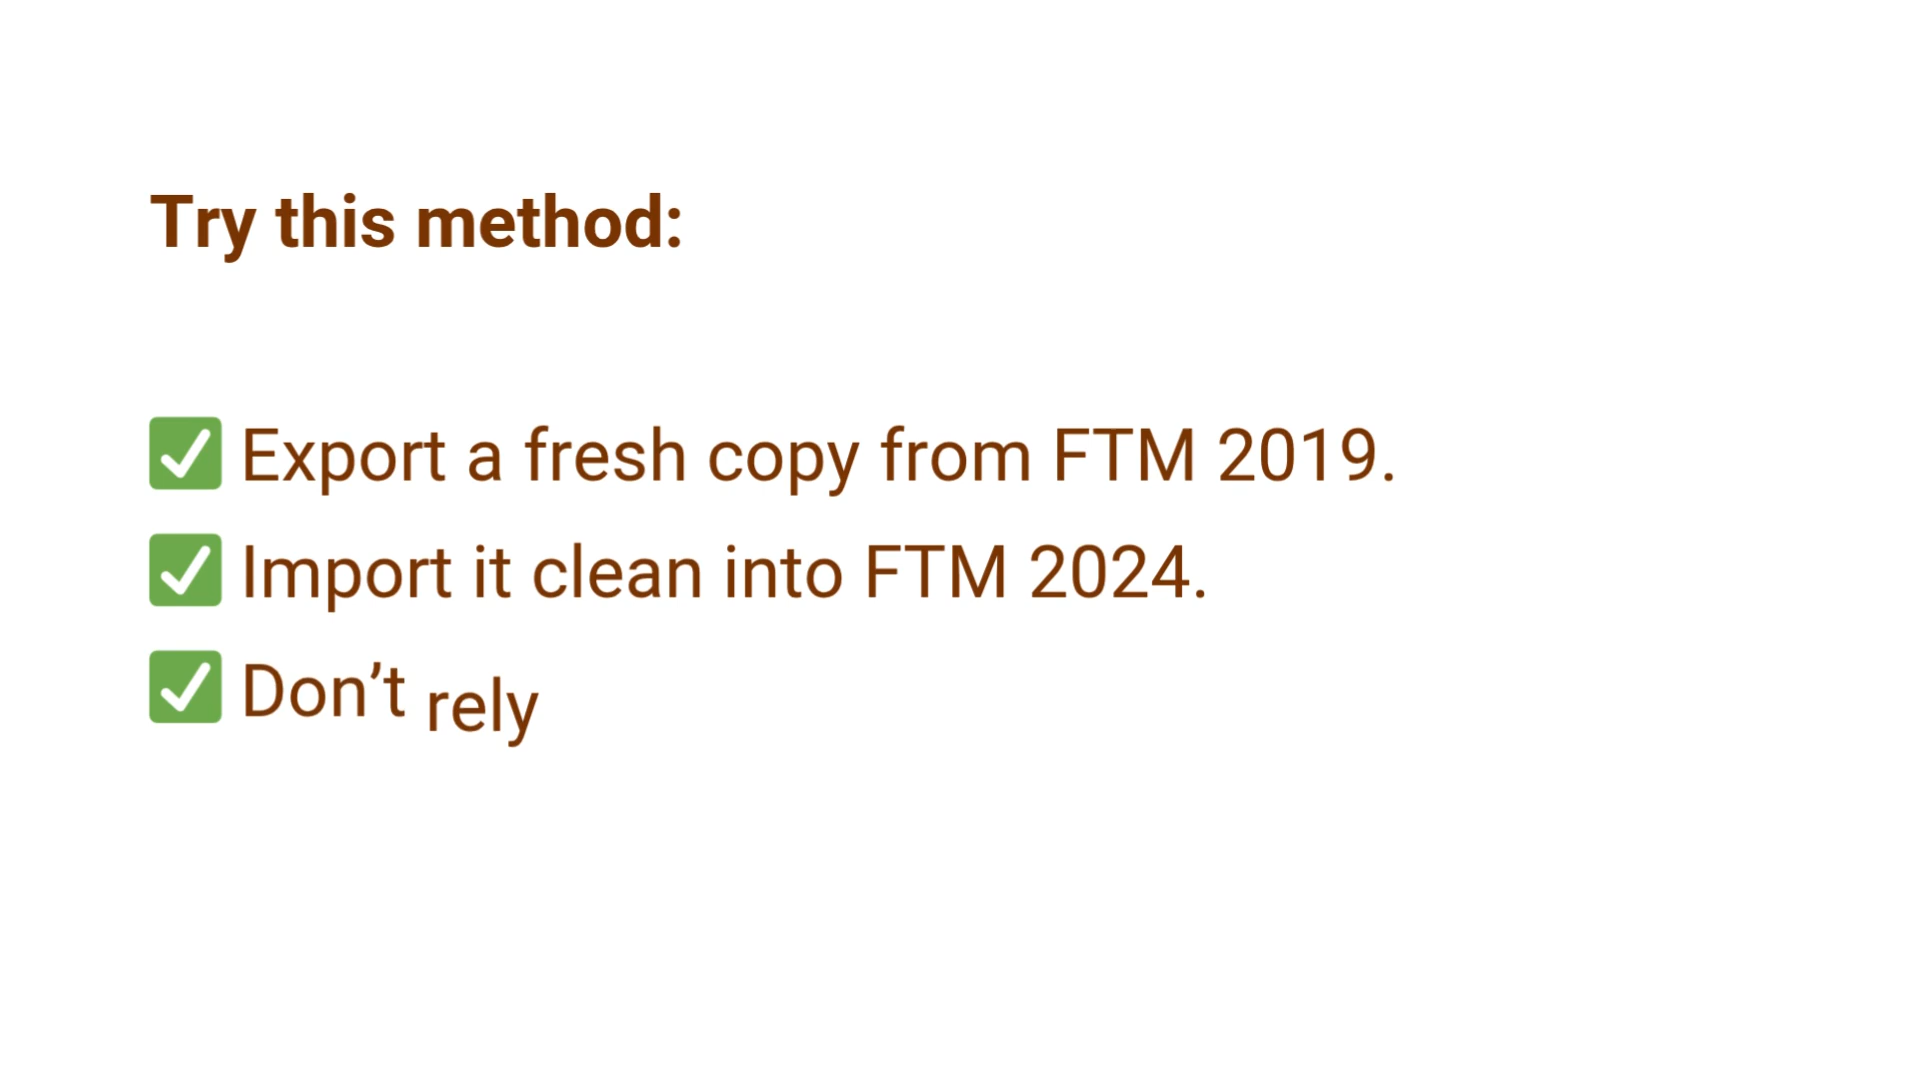 Try this method:
✅ Export a fresh copy from FTM 2019.
✅ Import it clean into FTM 2024.
✅ Don’t rely